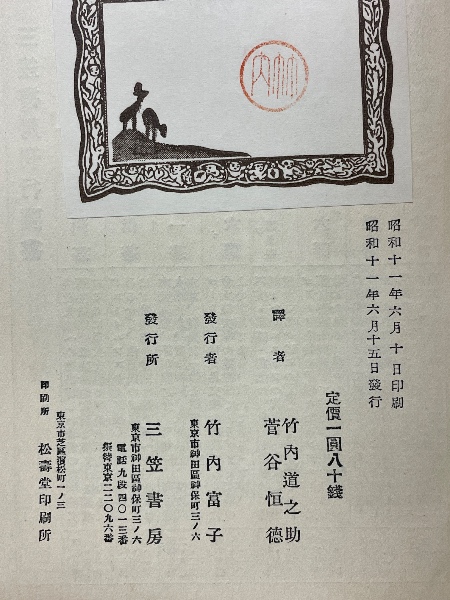 竹内
昭和十一年六月十日印刷
昭和十一年六月十五日發行
定價一圓八十錢
譯者
竹內道之助
菅谷恒德
發行者
竹內富子
東京市神田區神保町三ノ六
發行所
三笠書房
東京市神田區神保町三ノ六
電話九段四〇一三番
振替東京二二〇九六番
印刷所
東京市芝區濱松町一ノ三
松壽堂印刷所